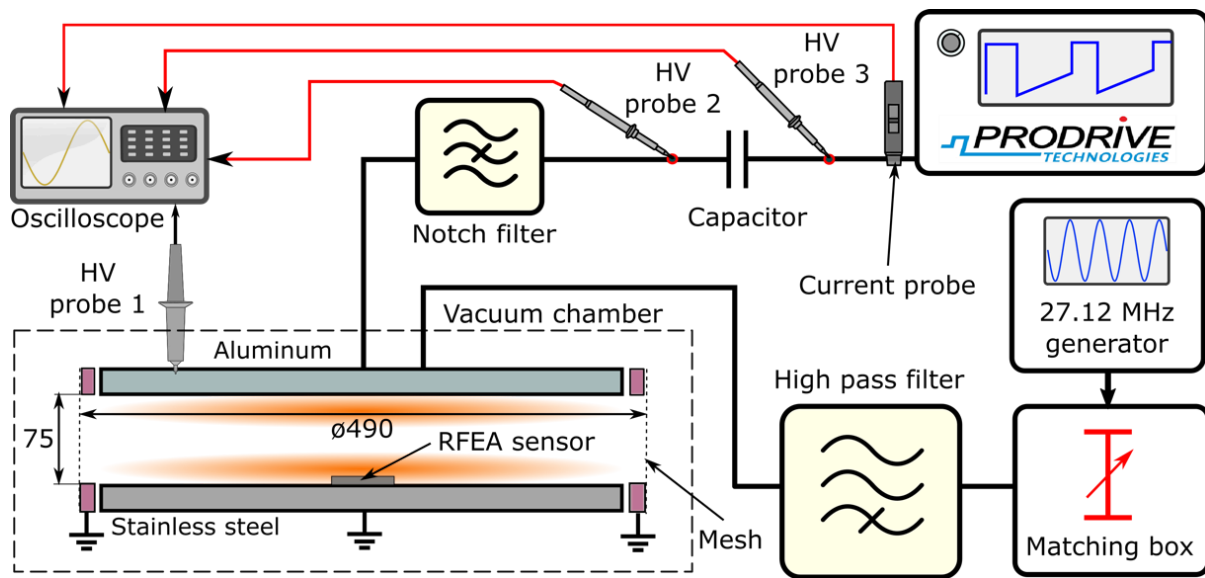 HV
probe 3
HV
probe 2
PRODRIVE
TECHNOLOGIES
Oscilloscope
Notch filter
Capacitor
Current probe
27.12 MHz
generator
HV
probe 1
Vacuum chamber
Aluminum
High pass filter
75
ø490
RFEA sensor
Stainless steel
Mesh
Matching box